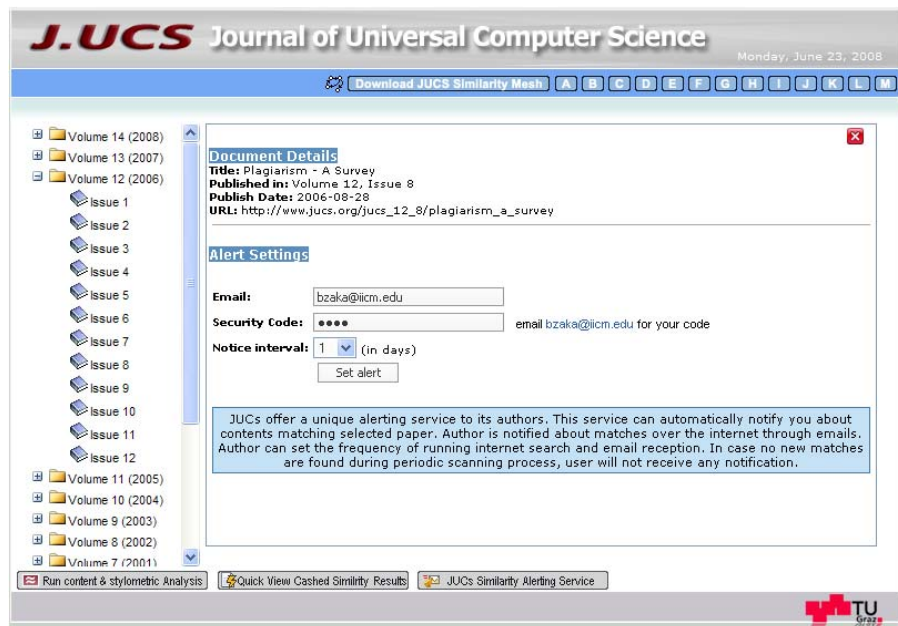 J.UCS Journal of Universal Computer Science
Monday, June 23, 2008
Download JUCS Similarity Mesh A B C D E F G H I J K L M
Volume 14 (2008)
Volume 13 (2007)
Volume 12 (2006)
Issue 1
Issue 2
Issue 3
Issue 4
Issue 5
Issue 6
Issue 7
Issue 8
Issue 9
Issue 10
Issue 11
Issue 12
Volume 11 (2005)
Volume 10 (2004)
Volume 9 (2003)
Volume 8 (2002)
Volume 7 (2001)
Document Details
Title: Plagiarism - A Survey
Published in: Volume 12, Issue 8
Publish Date: 2006-08-28
URL: http://www.jucs.org/jucs_12_8/plagiarism_a_survey
Alert Settings
Email: bzaka@iicm.edu
Security Code: •••• email bzaka@iicm.edu for your code
Notice interval: 1 (in days)
Set alert
JUCs offer a unique alerting service to its authors. This service can automatically notify you about
contents matching selected paper. Author is notified about matches over the internet through emails.
Author can set the frequency of running internet search and email reception. In case no new matches
are found during periodic scanning process, user will not receive any notification.
Run content & stylometric Analysis
Quick View Cashed Similrity Results
JUCs Similarity Alerting Service
TU
Graz